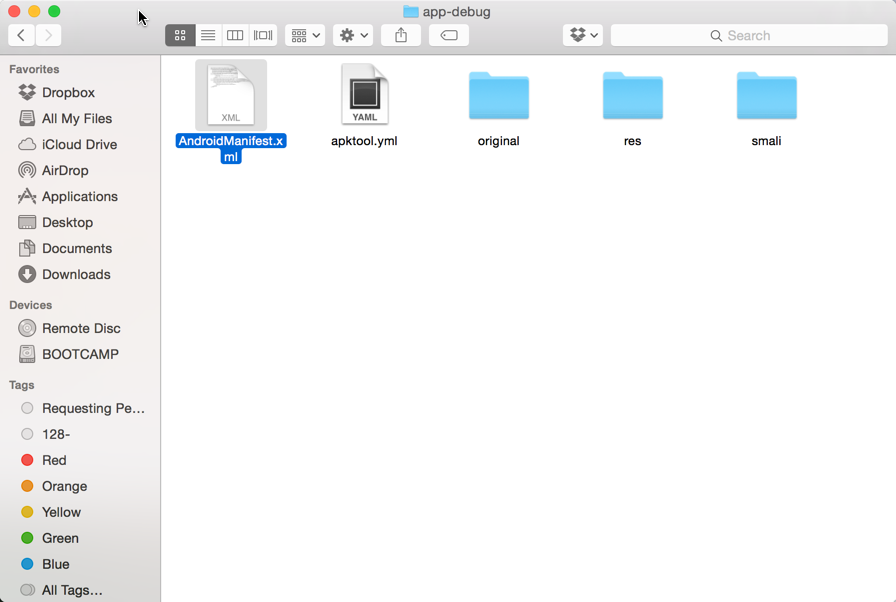 app-debug
Search
Favorites
Dropbox
All My Files
iCloud Drive
AirDrop
Applications
Desktop
Documents
Downloads
Devices
Remote Disc
BOOTCAMP
Tags
Requesting Pe...
128-
Red
Orange
Yellow
Green
Blue
All Tags...
XML
AndroidManifest.x
ml
YAML
apktool.yml
original
res
smali